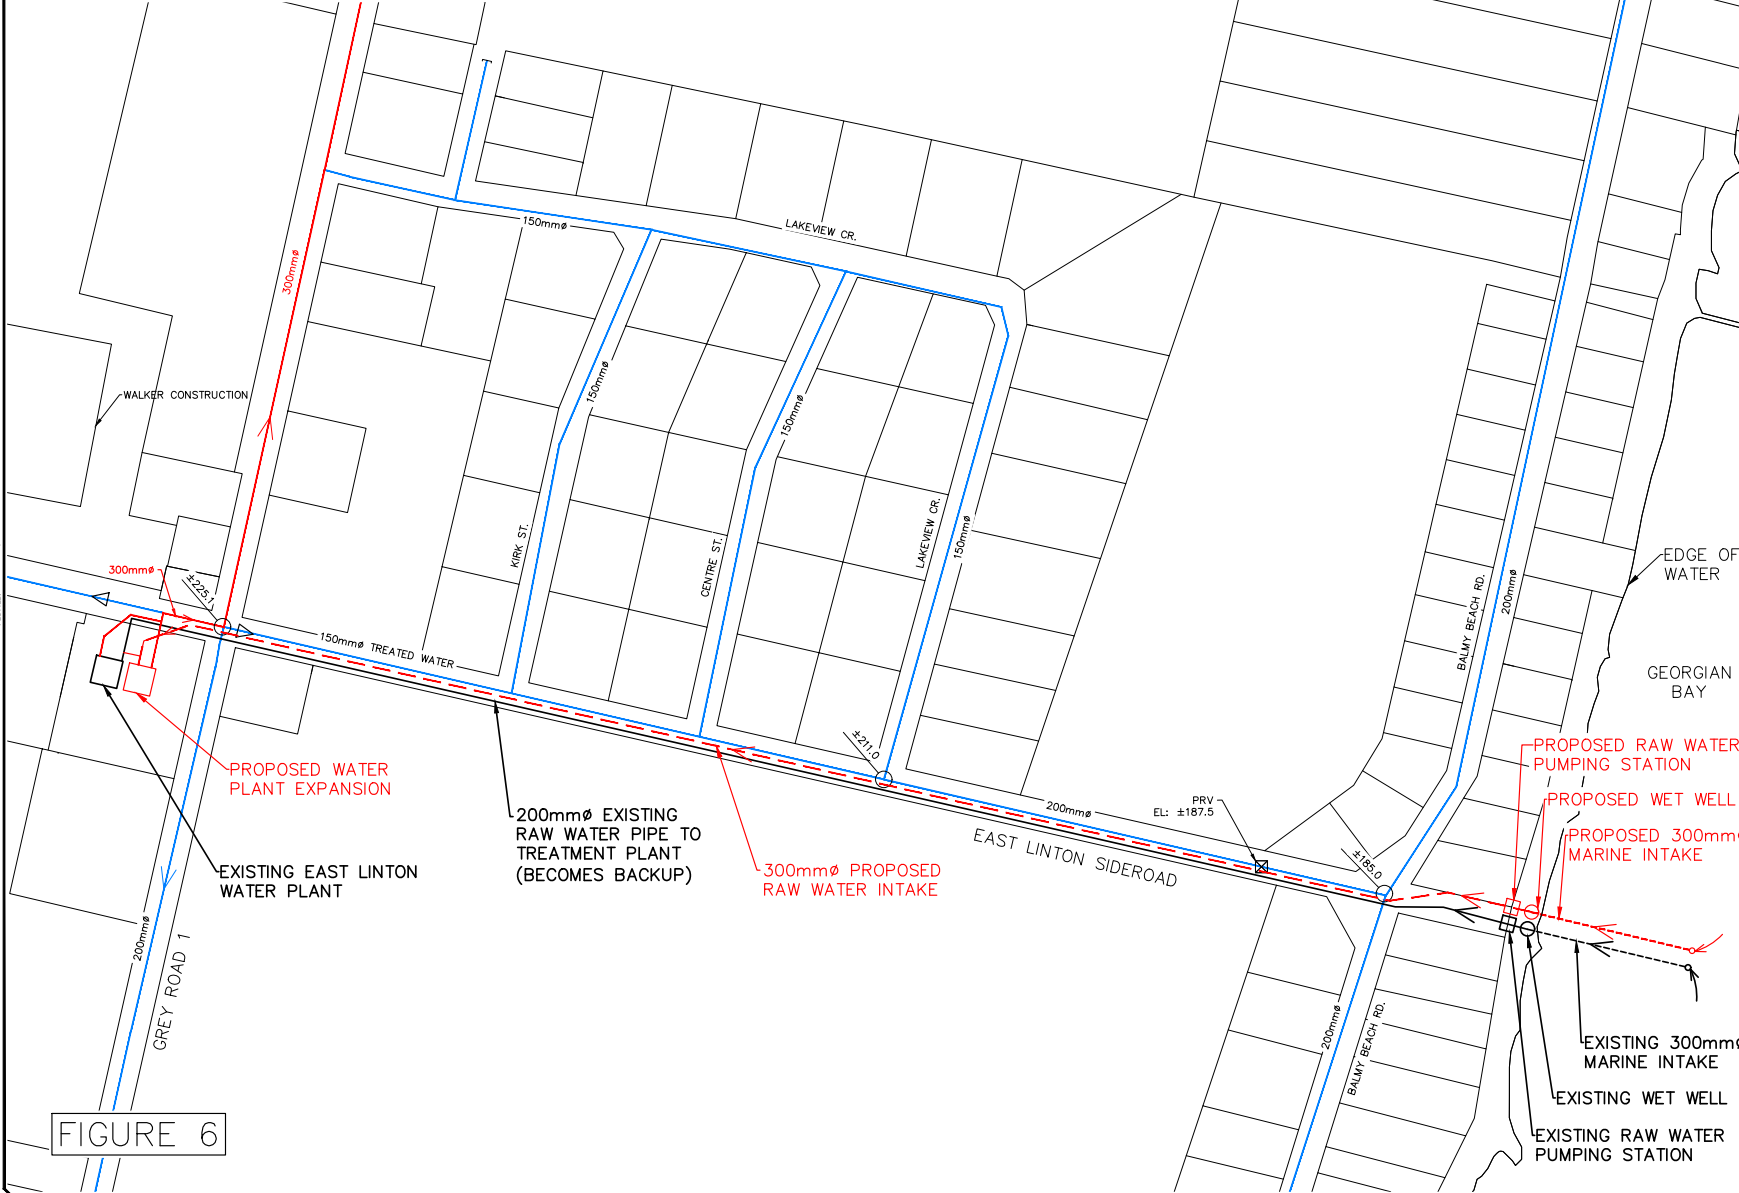 150mmø
LAKEVIEW CR.
300mmø
WALKER CONSTRUCTION
150mmø
150mmø
KIRK ST.
CENTRE ST.
LAKEVIEW CR.
150mmø
BALMY BEACH RD.
200mmø
EDGE OF
WATER
GEORGIAN
BAY
300mmø
±225.1
150mmø TREATED WATER
PROPOSED WATER
PLANT EXPANSION
EXISTING EAST LINTON
WATER PLANT
200mmø EXISTING
RAW WATER PIPE TO
TREATMENT PLANT
(BECOMES BACKUP)
300mmø PROPOSED
RAW WATER INTAKE
±211.0
200mmø
EAST LINTON SIDEROAD
PRV
EL: ±187.5
±185.0
PROPOSED RAW WATER
PUMPING STATION
PROPOSED WET WELL
PROPOSED 300mmø
MARINE INTAKE
200mmø
GREY ROAD 1
200mmø
BALMY BEACH RD.
EXISTING 300mmø
MARINE INTAKE
EXISTING WET WELL
EXISTING RAW WATER
PUMPING STATION
FIGURE 6